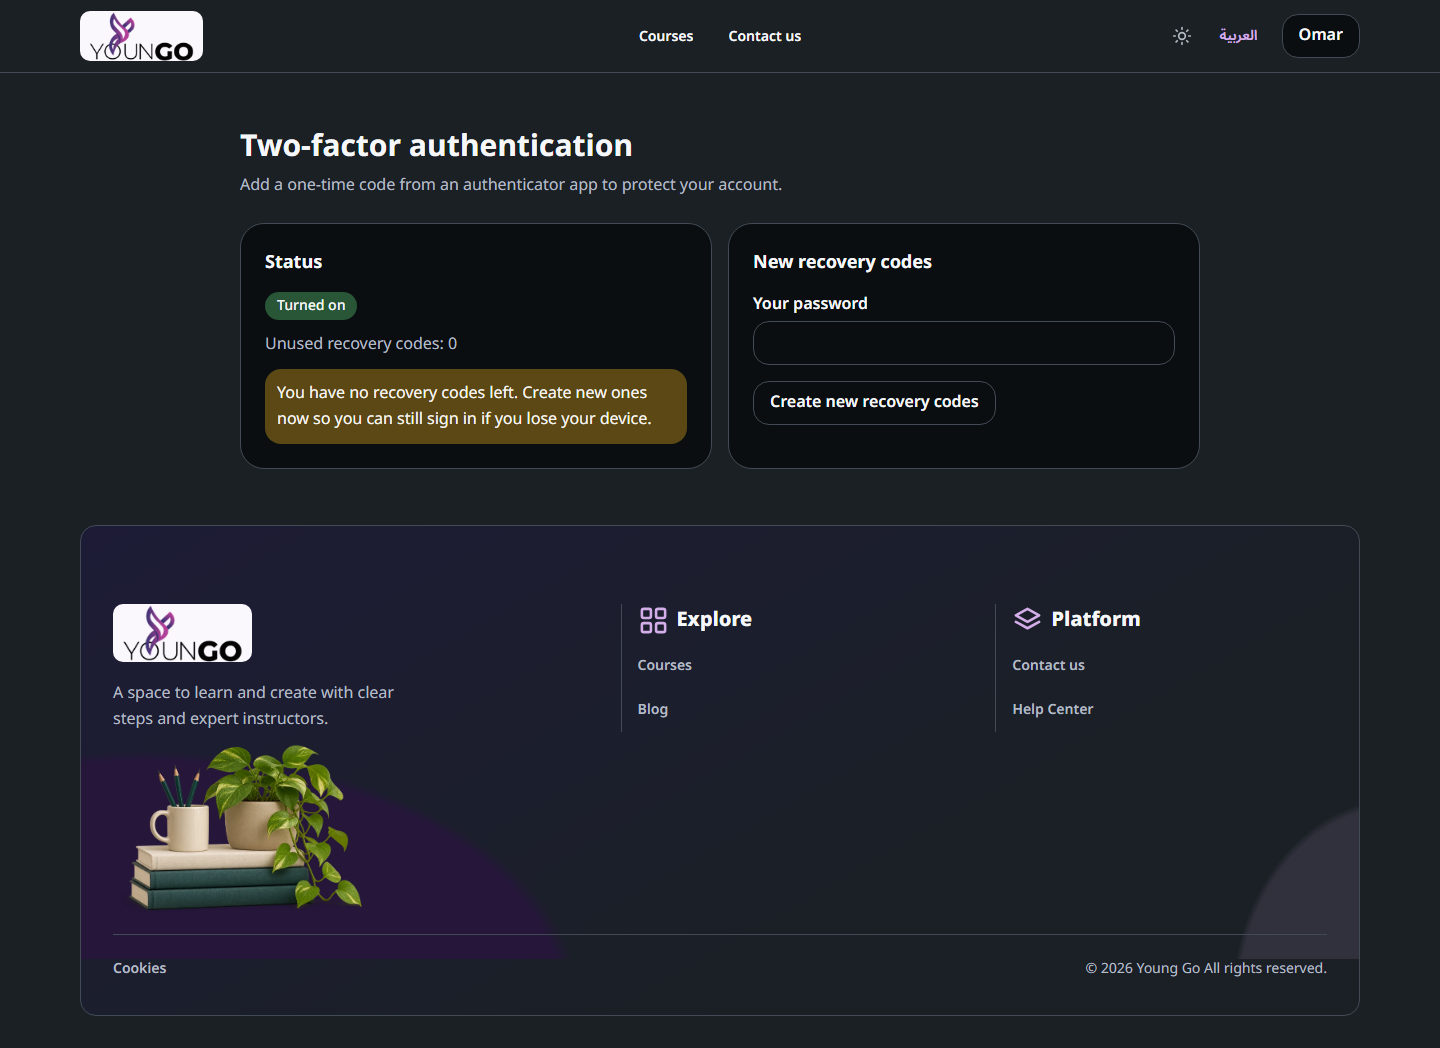 YOUNGO
Courses
Contact us
العربية
Omar
Two-factor authentication
Add a one-time code from an authenticator app to protect your account.
Status
Turned on
Unused recovery codes: 0
You have no recovery codes left. Create new ones
now so you can still sign in if you lose your device.
New recovery codes
Your password
Create new recovery codes
YOUNGO
A space to learn and create with clear
steps and expert instructors.
Explore
Courses
Blog
Platform
Contact us
Help Center
Cookies
© 2026 Young Go All rights reserved.